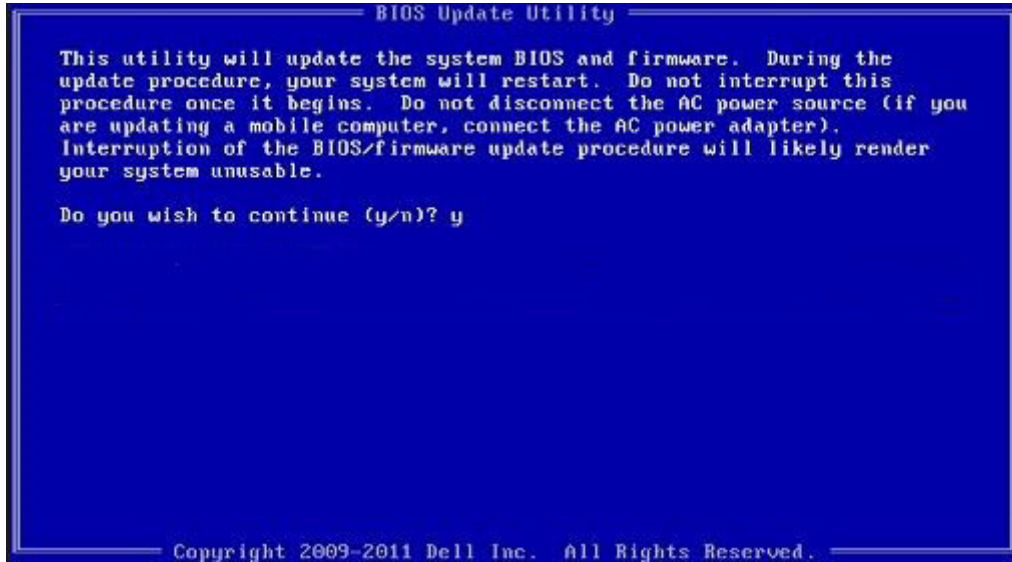 BIOS Update Utility
This utility will update the system BIOS and firmware. During the
update procedure, your system will restart. Do not interrupt this
procedure once it begins. Do not disconnect the AC power source (if you
are updating a mobile computer, connect the AC power adapter).
Interruption of the BIOS/firmware update procedure will likely render
your system unusable.
Do you wish to continue (y/n)? y
Copyright 2009-2011 Dell Inc. All Rights Reserved.